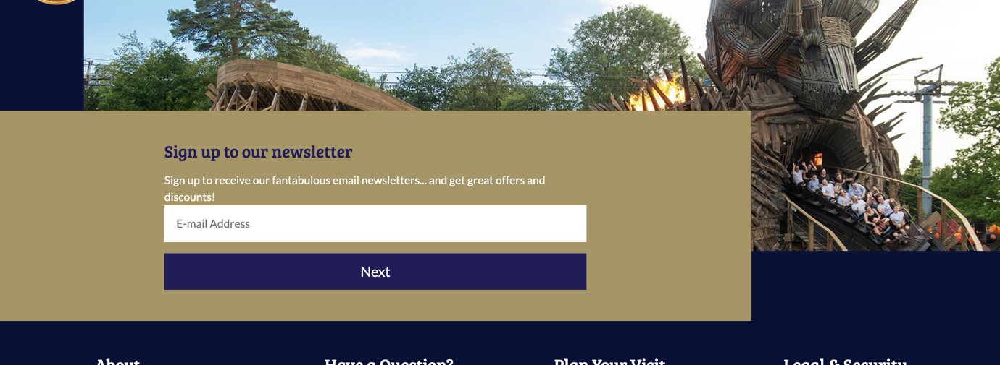 Sign up to our newsletter
Sign up to receive our fantabulous email newsletters... and get great offers and
discounts!
E-mail Address
Next
About
Have a Question?
Plan Your Visit
Legal & Security